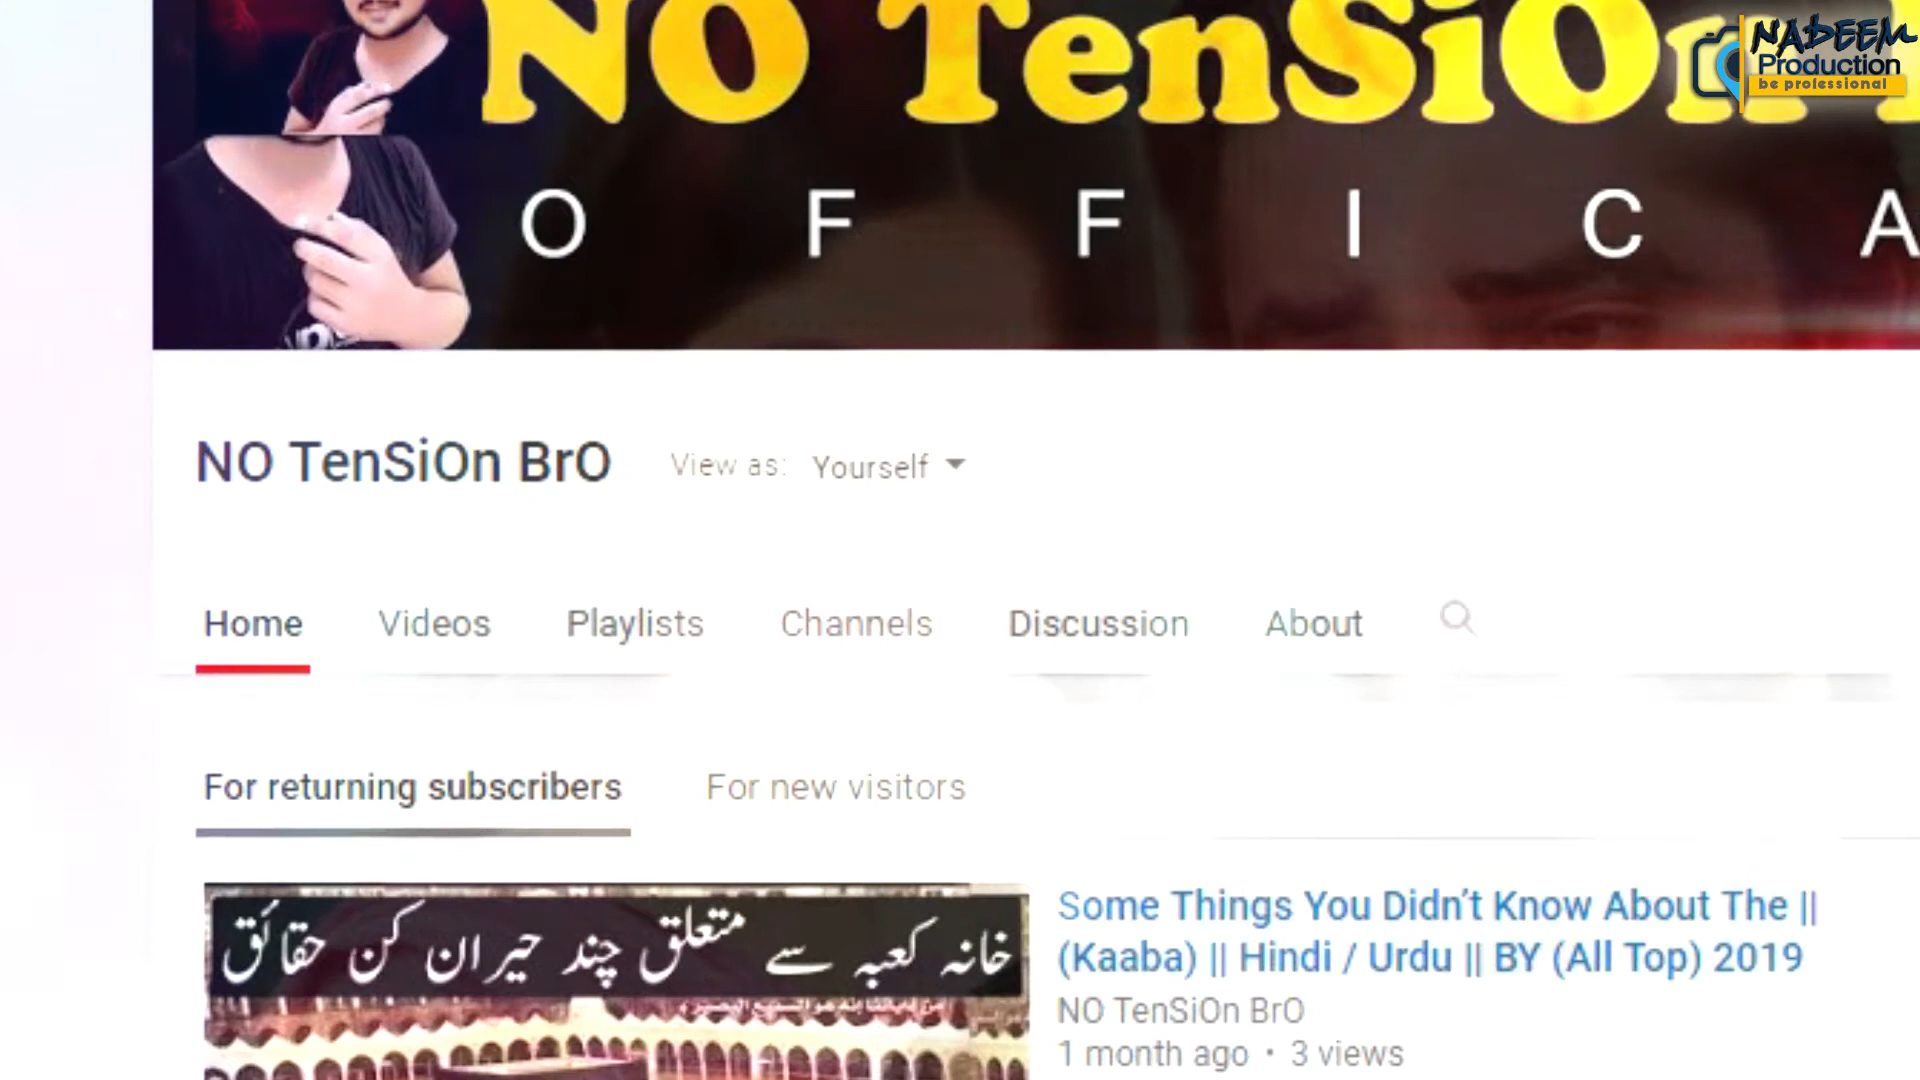 NO TenSiOn
NADEEM
Production
be professional
O F F I C A
NO TenSiOn BrO
View as: Yourself
Home Videos Playlists Channels Discussion About
For returning subscribers For new visitors
خانہ کعبہ سے متعلق چند حیران کن حقائق
Some Things You Didn't Know About The ||
(Kaaba) || Hindi / Urdu || BY (All Top) 2019
NO TenSiOn BrO
1 month ago • 3 views